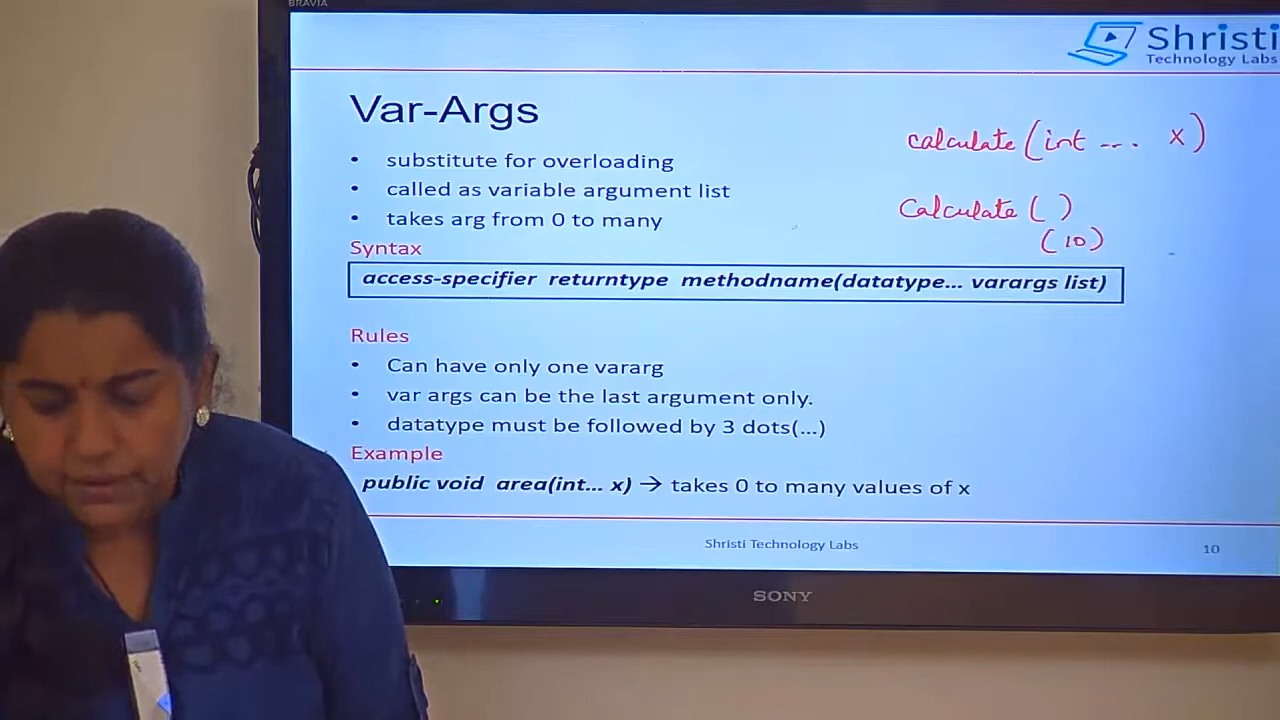 BRAVIA
Shristi
Technology Labs
Var-Args
• substitute for overloading
• called as variable argument list
• takes arg from 0 to many
Syntax
access-specifier returntype methodname(datatype... varargs list)
Rules
• Can have only one vararg
• var args can be the last argument only.
• datatype must be followed by 3 dots(...)
Example
public void area(int... x) → takes 0 to many values of x
calculate (int ... x)
Calculate ( )
(10)
Shristi Technology Labs
10
SONY